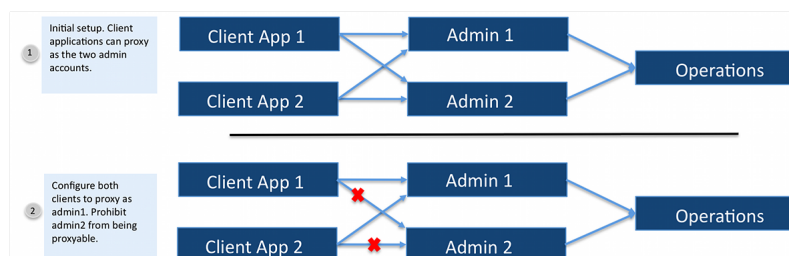 Initial setup. Client
applications can proxy
as the two admin
accounts.
1
Client App 1
Admin 1
Client App 2
Admin 2
Operations
Configure both
clients to proxy as
admin1. Prohibit
admin2 from being
proxyable.
2
Client App 1
Admin 1
Client App 2
Admin 2
Operations